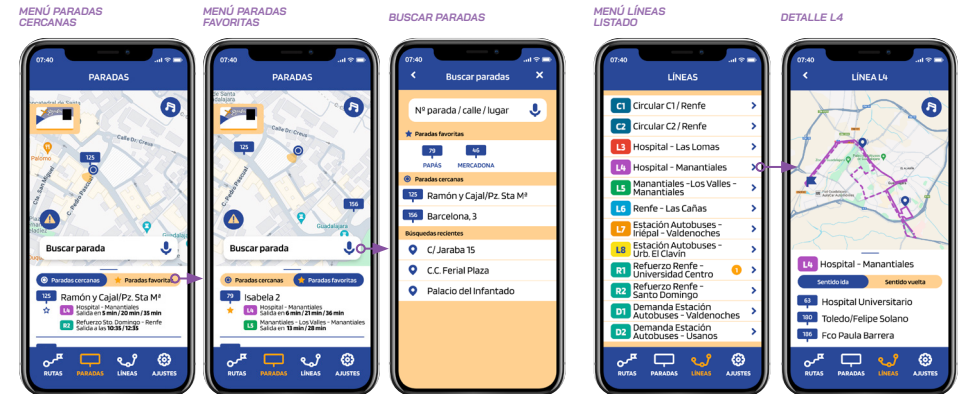 MENÚ PARADAS
CERCANAS
MENÚ PARADAS
FAVORITAS
BUSCAR PARADAS
MENÚ LÍNEAS
LISTADO
DETALLE L4
07:40
PARADAS
Calle Dr. Creus
125
Palomo
C. Pedro Pascual
Buscar parada
Paradas cercanas
Paradas favoritas
125 Ramón y Cajal/Pz. Sta Mª
L4 Hospital - Manantiales
Salida en 5 min / 20 min / 35 min
R2 Refuerzo Sto. Domingo - Renfe
Salida a las 10:35 / 12:35
RUTAS PARADAS LÍNEAS AJUSTES
07:40
PARADAS
Calle Dr. Creus
125
C. Pedro Pascual
156
Buscar parada
Paradas cercanas
Paradas favoritas
79 Isabela 2
L4 Hospital - Manantiales
Salida en 6 min / 21 min / 36 min
L5 Manantiales - Los Valles - Manantiales
Salida en 13 min / 28 min
RUTAS PARADAS LÍNEAS AJUSTES
07:40
Buscar paradas
Nº parada / calle / lugar
Paradas favoritas
79 46
PAPÁS MERCADONA
Paradas cercanas
125 Ramón y Cajal/Pz. Sta Mª
156 Barcelona, 3
Búsquedas recientes
C/ Jaraba 15
C.C. Ferial Plaza
Palacio del Infantado
07:40
LÍNEAS
C1 Circular C1 / Renfe
C2 Circular C2 / Renfe
L3 Hospital - Las Lomas
L4 Hospital - Manantiales
L5 Manantiales -Los Valles -
Manantiales
L6 Renfe - Las Cañas
L7 Estación Autobuses -
Iriépal - Valdenoches
L8 Estación Autobuses -
Urb. El Clavín
R1 Refuerzo Renfe -
Universidad Centro 1
R2 Refuerzo Renfe -
Santo Domingo
D1 Demanda Estación
Autobuses - Valdenoches
D2 Demanda Estación
Autobuses - Usanos
RUTAS PARADAS LÍNEAS AJUSTES
07:40
LÍNEA L4
L4 Hospital - Manantiales
Sentido ida
Sentido vuelta
63 Hospital Universitario
180 Toledo/Felipe Solano
186 Fco Paula Barrera
RUTAS PARADAS LÍNEAS AJUSTES